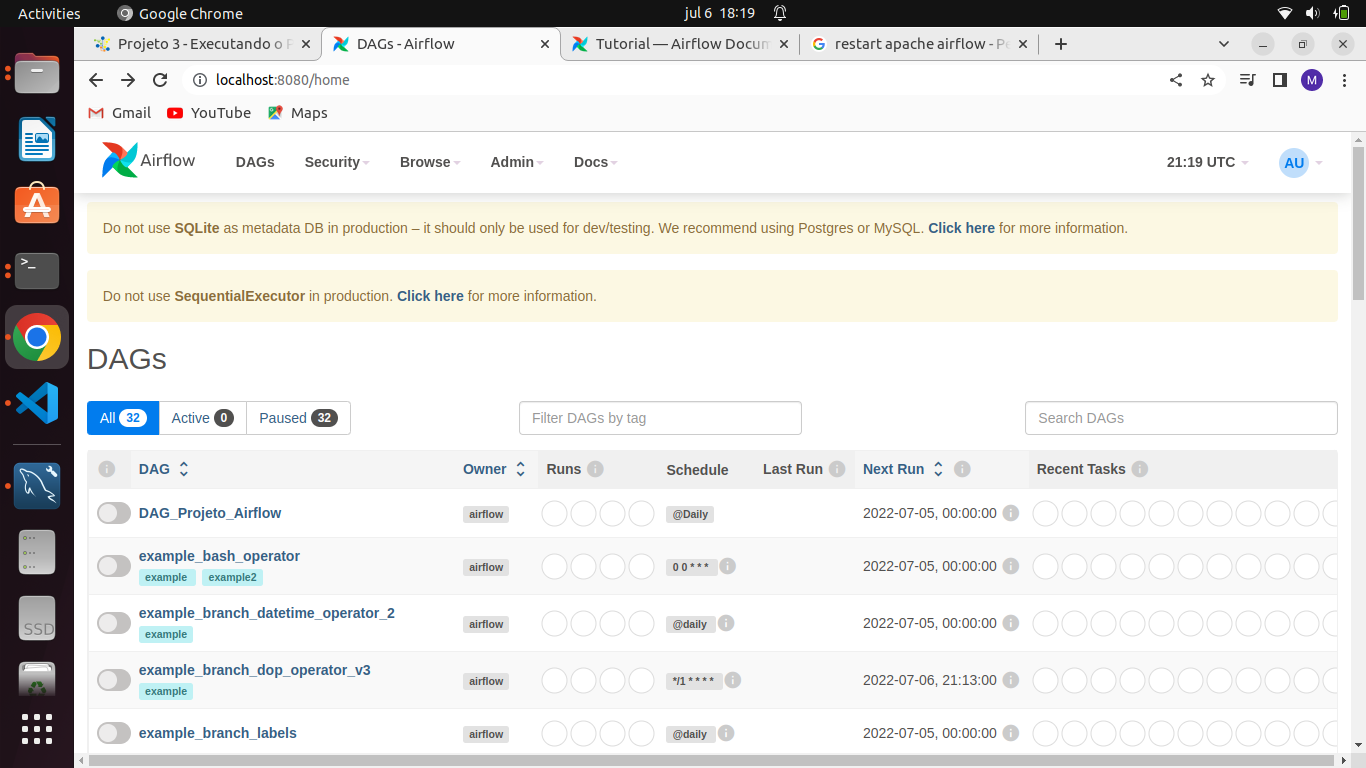 Activities Google Chrome jul 6 18:19
Projeto 3 - Executando o P DAGs - Airflow Tutorial — Airflow Docum restart apache airflow - Pe
localhost:8080/home M
Gmail YouTube Maps
Airflow DAGs Security Browse Admin Docs 21:19 UTC AU
Do not use SQLite as metadata DB in production – it should only be used for dev/testing. We recommend using Postgres or MySQL. Click here for more information.
Do not use SequentialExecutor in production. Click here for more information.
DAGs
All 32 Active 0 Paused 32 Filter DAGs by tag Search DAGs
DAG Owner Runs Schedule Last Run Next Run Recent Tasks
DAG_Projeto_Airflow airflow @Daily 2022-07-05, 00:00:00
example_bash_operator
example example2 airflow 0 0 * * * 2022-07-05, 00:00:00
example_branch_datetime_operator_2
example airflow @daily 2022-07-05, 00:00:00
example_branch_dop_operator_v3
example airflow */1 * * * * 2022-07-06, 21:13:00
example_branch_labels airflow @daily 2022-07-05, 00:00:00
SSD